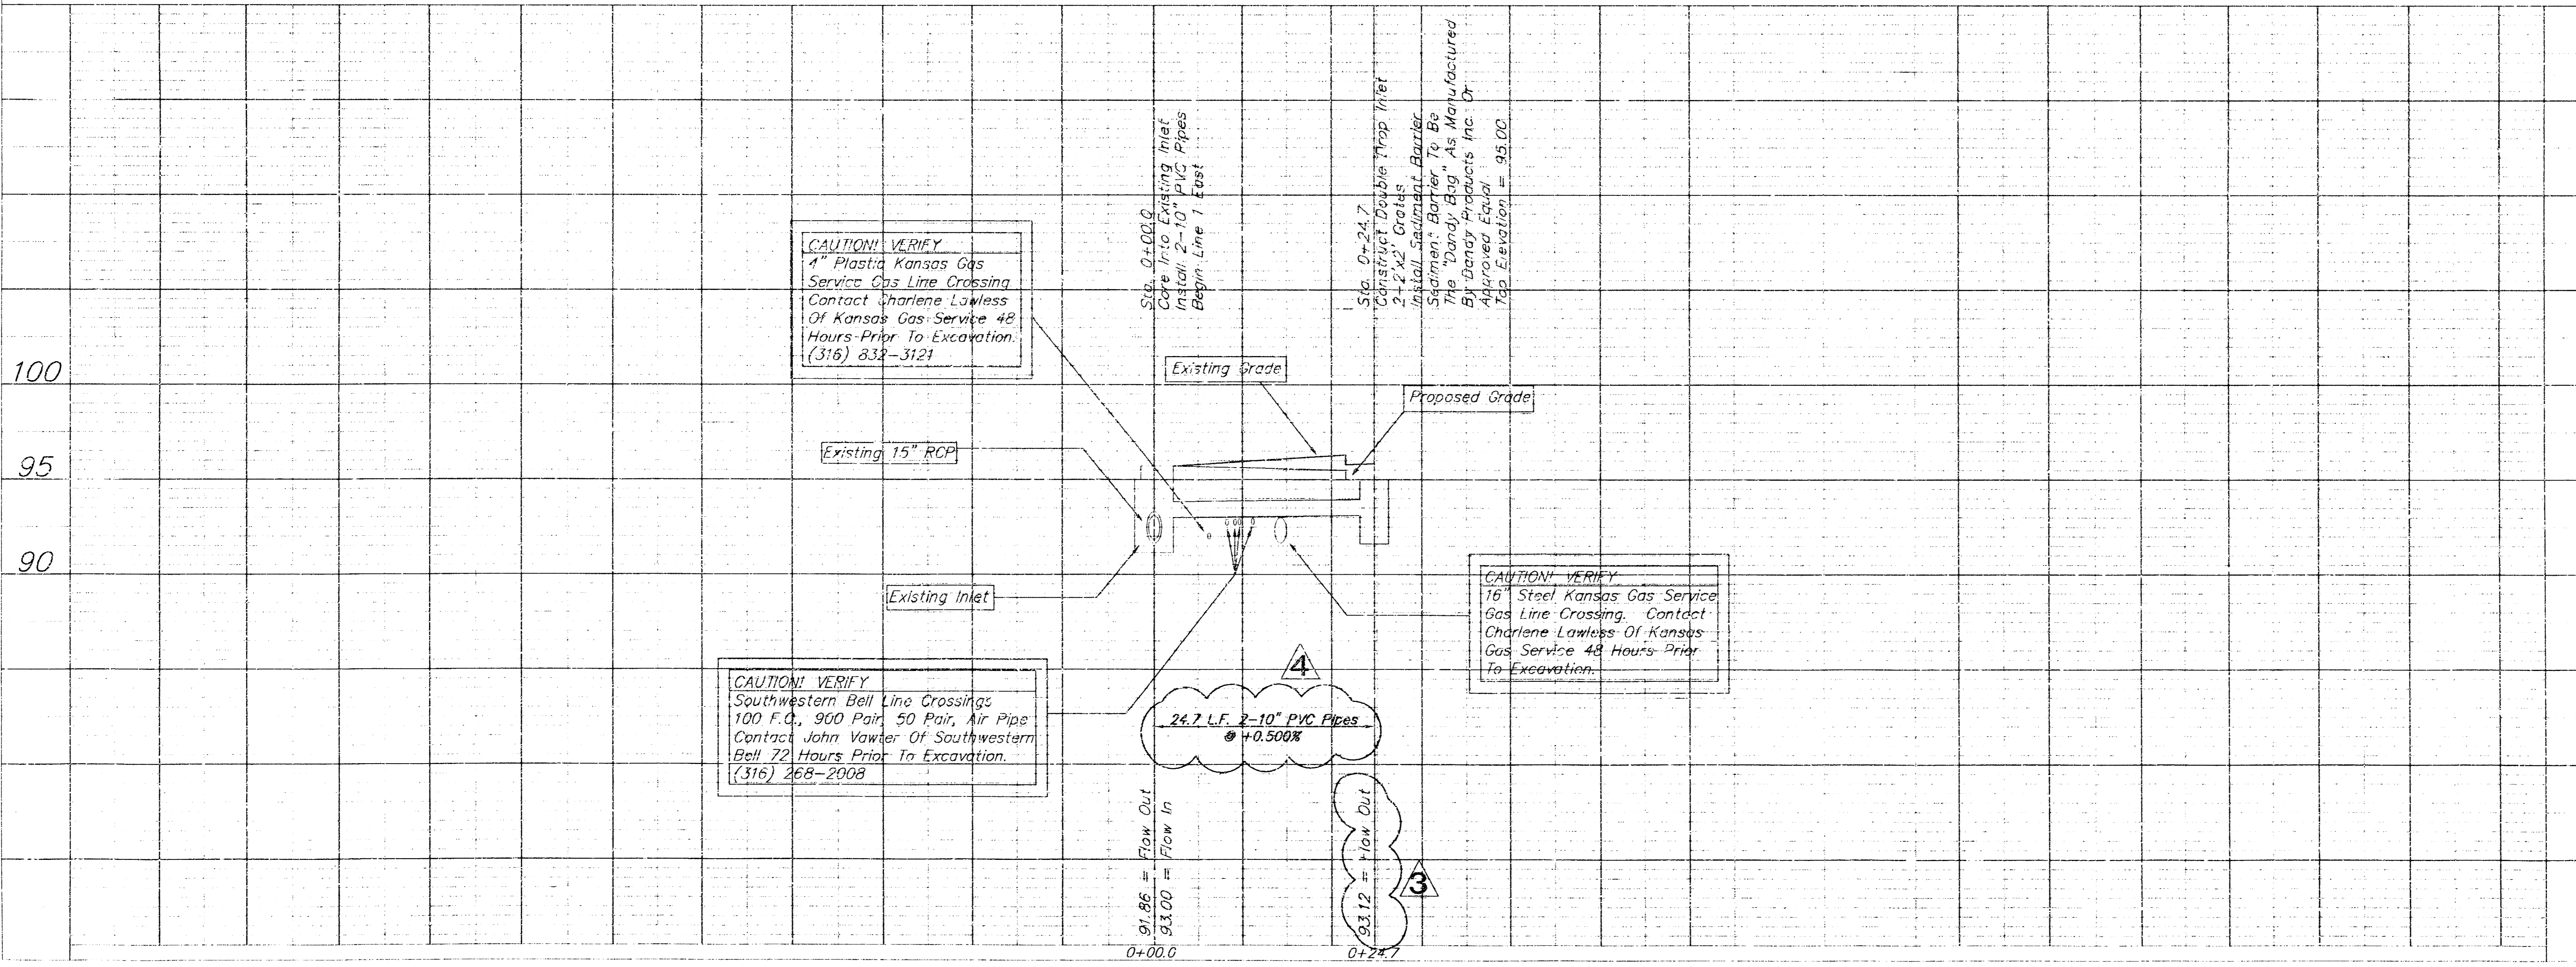 Sta. 0+00.0
Core Into Existing Inlet
Install 2-10" PVC Pipes
Begin Line 1 East
Sta. 0+24.7
Construct Double Drop Inlet
2-2'x2' Grates
Install Sediment Barrier
Sediment Barrier To Be
The "Dandy Bag" As Manufactured
By Dandy Products Inc. Or
Approved Equal
Top Elevation = 95.00
CAUTION! VERIFY
4" Plastic Kansas Gas
Service Gas Line Crossing
Contact Charlene Lawless
Of Kansas Gas Service 48
Hours Prior To Excavation.
(316) 832-3121
100
95
90
Existing Grade
Proposed Grade
Existing 15" RCP
Existing Inlet
CAUTION! VERIFY
16" Steel Kansas Gas Service
Gas Line Crossing. Contact
Charlene Lawless Of Kansas
Gas Service 48 Hours Prior
To Excavation.
CAUTION! VERIFY
Southwestern Bell Line Crossings
100 F.O., 900 Pair, 50 Pair, Air Pipe
Contact John Vawter Of Southwestern
Bell 72 Hours Prior To Excavation.
(316) 268-2008
4
24.7 L.F. 2-10" PVC Pipes
@ +0.500%
91.86 = Flow Out
93.00 = Flow In
93.12 = Flow Out
3
0+00.0
0+24.7